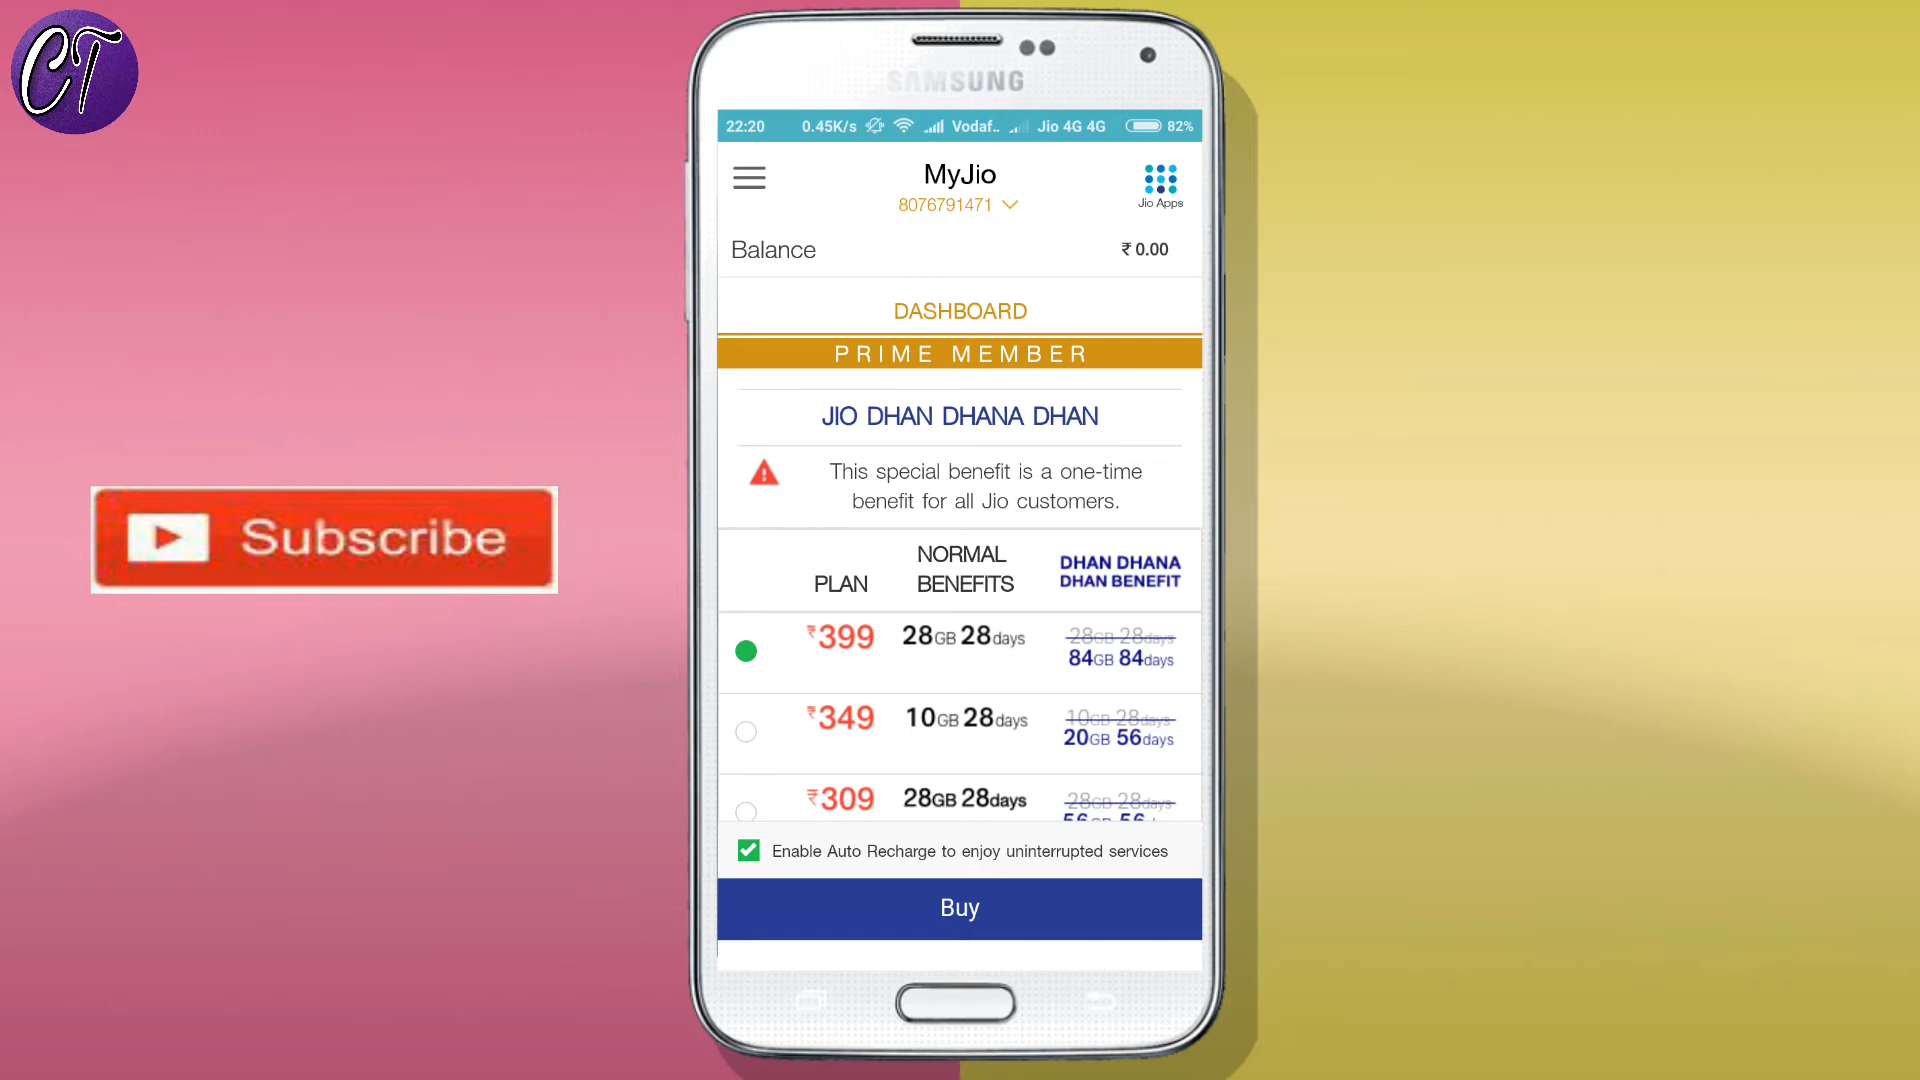 CT
SAMSUNG
22:20 0.45K/s Vodaf.. Jio 4G 4G 82%
MyJio
8076791471
Jio Apps
Balance ₹ 0.00
DASHBOARD
PRIME MEMBER
JIO DHAN DHANA DHAN
This special benefit is a one-time
benefit for all Jio customers.
PLAN
NORMAL
BENEFITS
DHAN DHANA
DHAN BENEFIT
₹399 28GB 28days 28GB 28days
84GB 84days
₹349 10GB 28days 10GB 28days
20GB 56days
₹309 28GB 28days 28GB 28days
Enable Auto Recharge to enjoy uninterrupted services
Buy
Subscribe